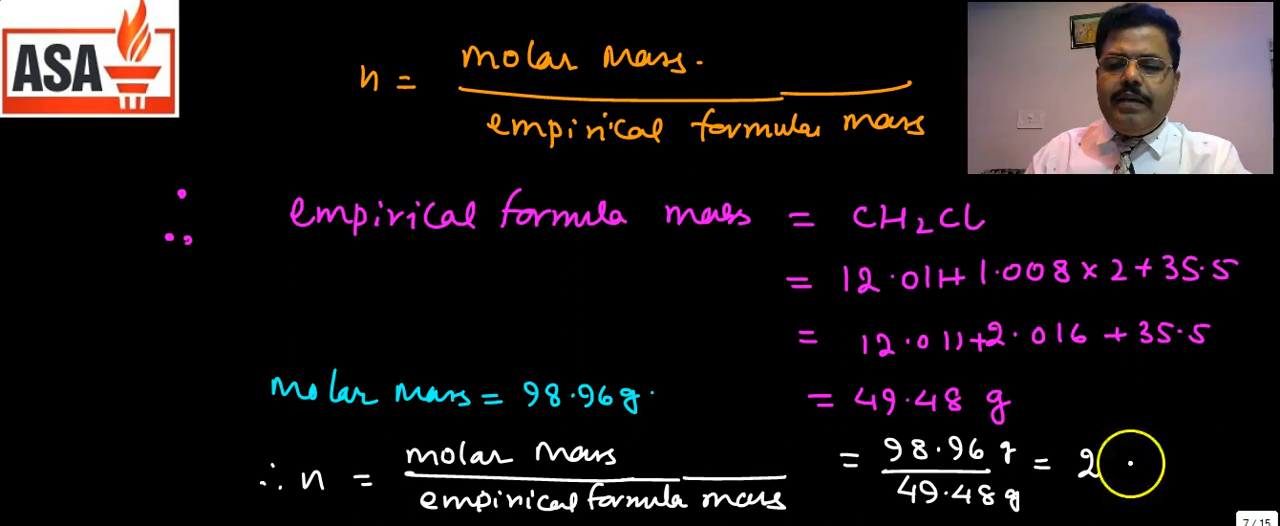 ASA
n = molar mass.
empirical formula mass
∴ empirical formula mass = CH₂Cl
= 12.011+ 1.008 × 2 + 35.5
= 12.011+2.016 + 35.5
molar mass = 98.96 g.
= 49.48 g
∴ n = molar mass
empirical formula mass
= 98.96 g
49.48 g
= 2
7 / 15